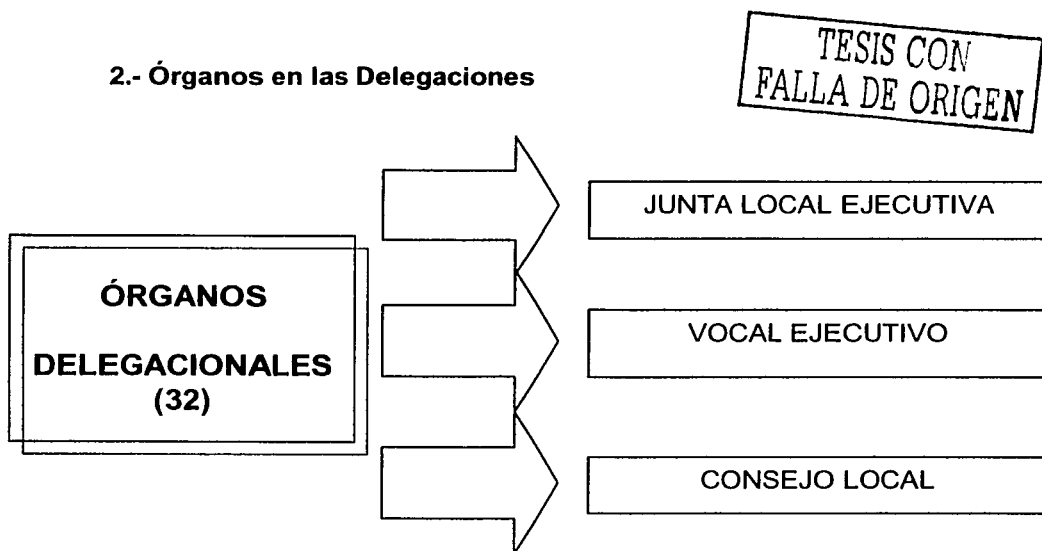 2.- Órganos en las Delegaciones
TESIS CON
FALLA DE ORIGEN
ÓRGANOS
DELEGACIONALES
(32)
JUNTA LOCAL EJECUTIVA
VOCAL EJECUTIVO
CONSEJO LOCAL